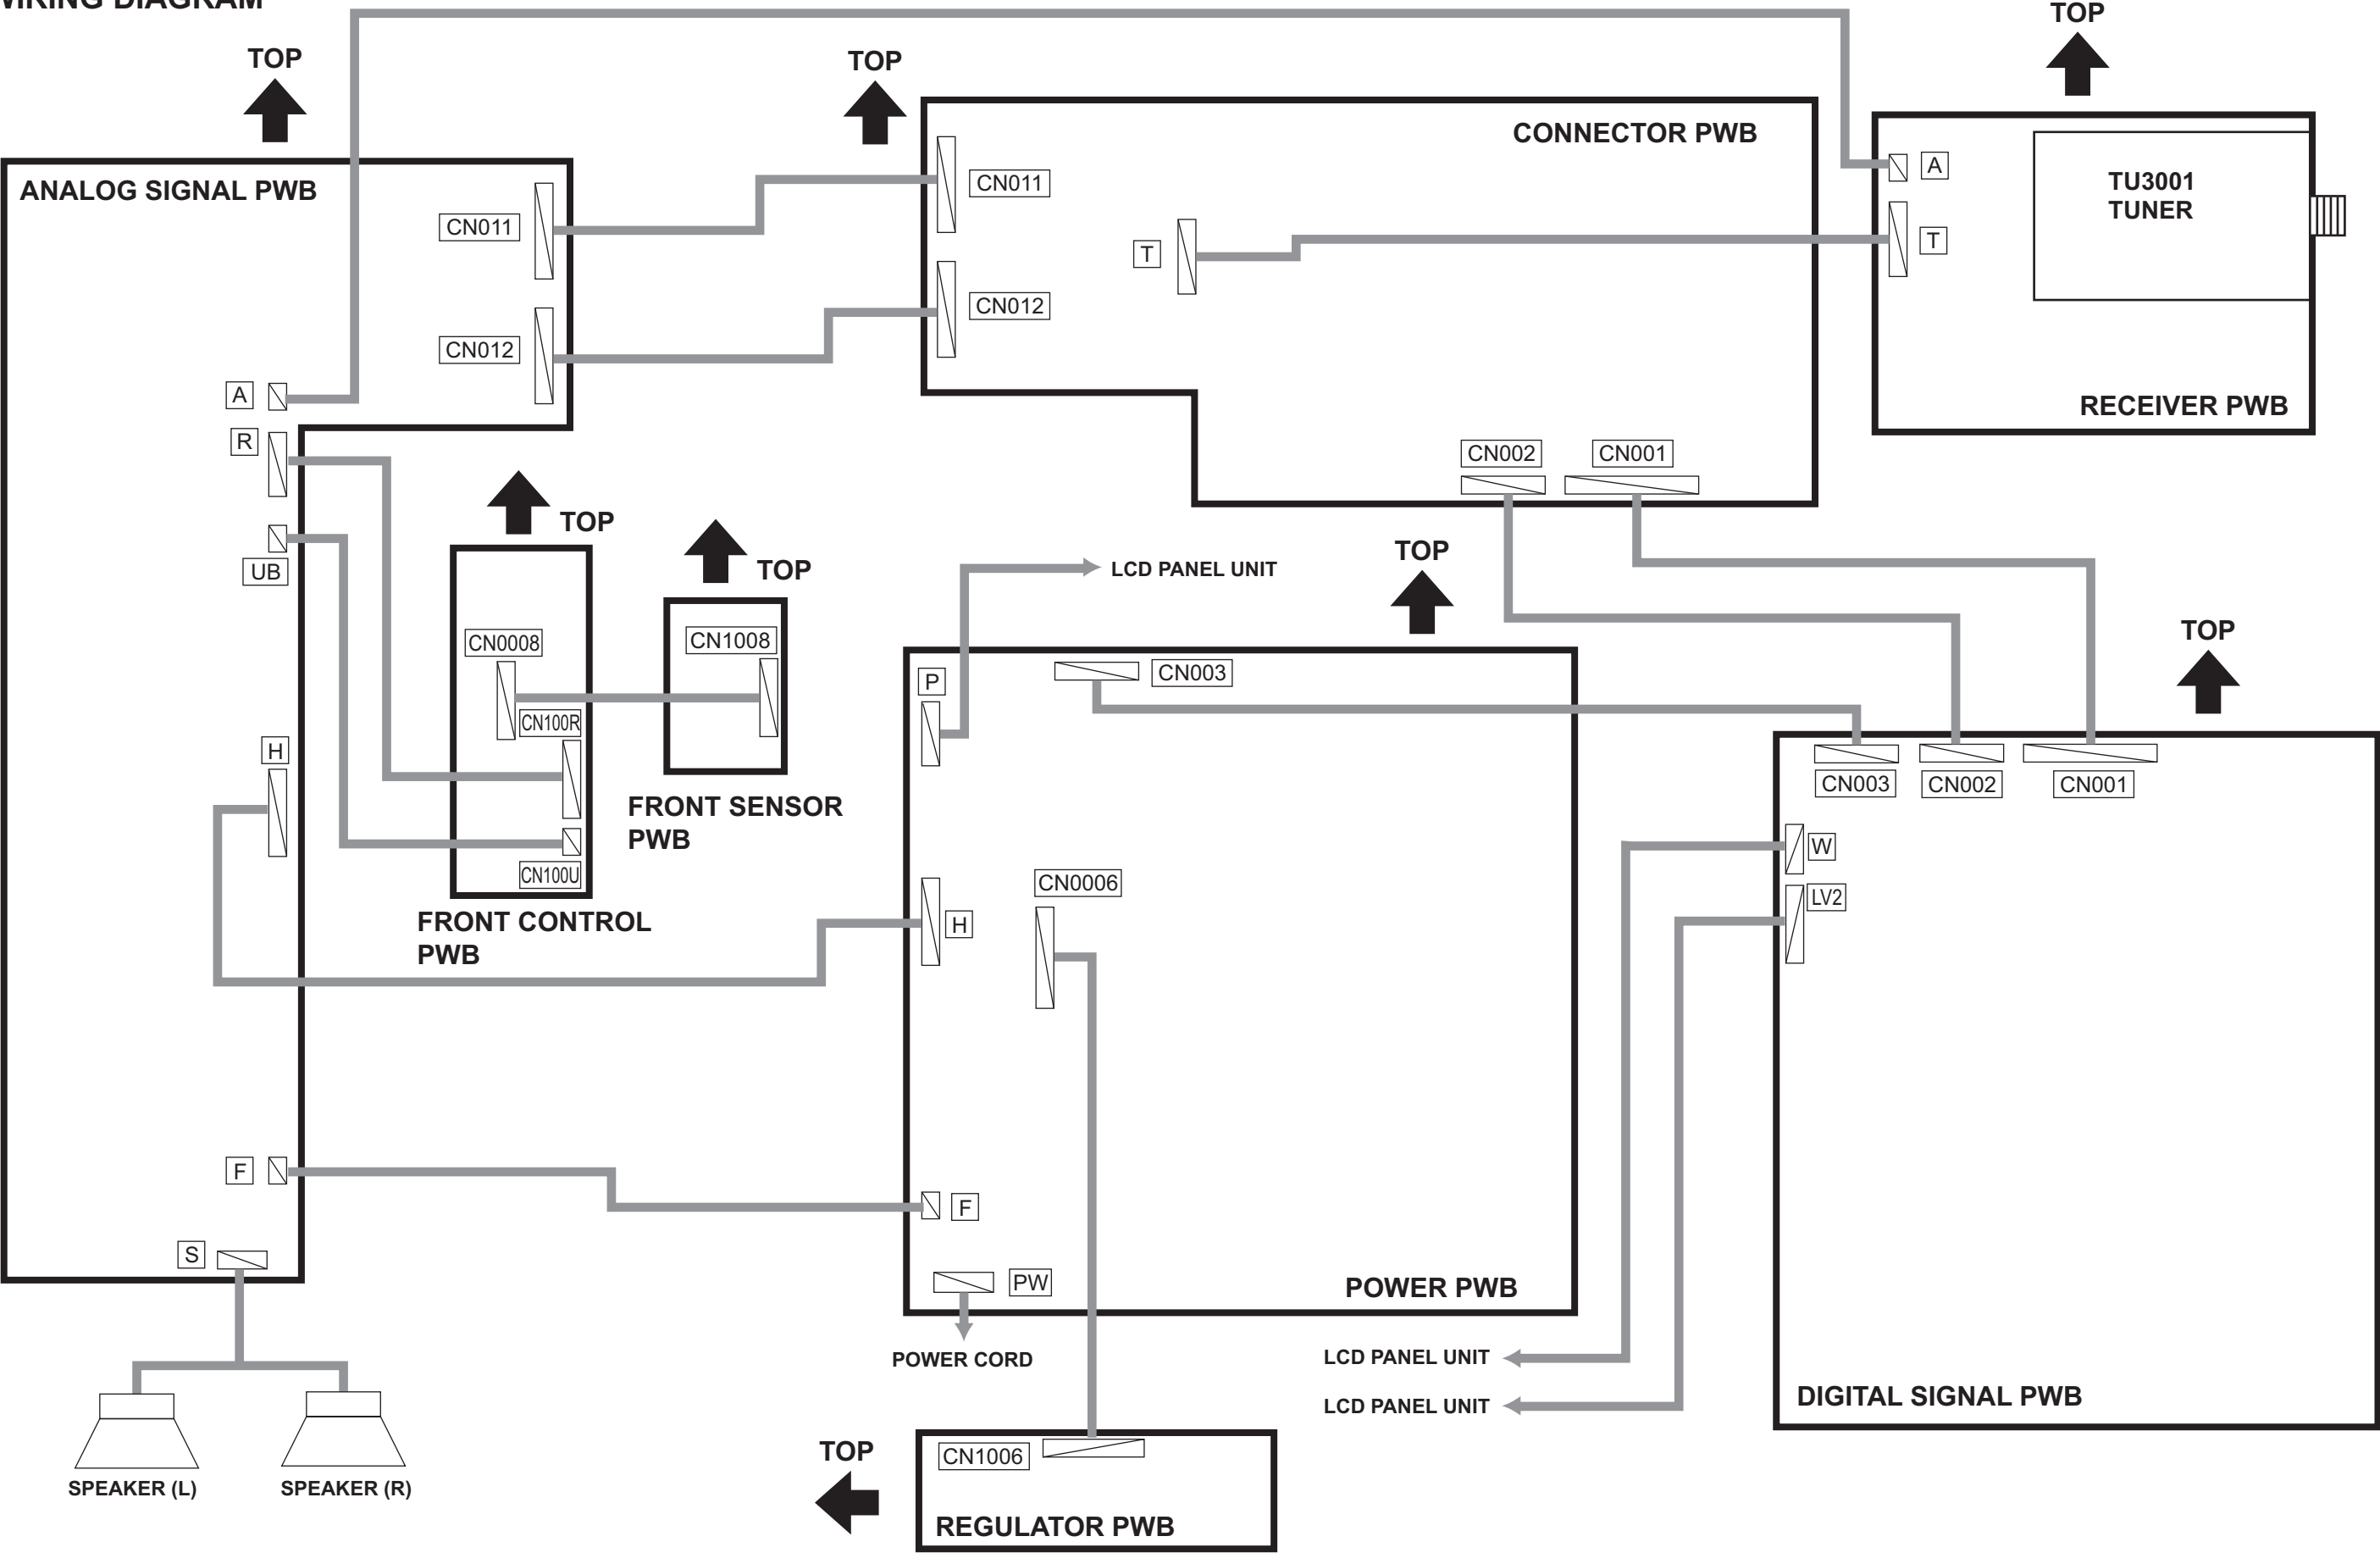 WIRING DIAGRAM
TOP
TOP
TOP
ANALOG SIGNAL PWB
CN011
CN012
A
R
UB
H
F
S
SPEAKER (L)
SPEAKER (R)
CONNECTOR PWB
CN011
CN012
T
CN002
CN001
A
T
TU3001
TUNER
RECEIVER PWB
TOP
CN0008
CN100R
CN100U
FRONT CONTROL
PWB
TOP
CN1008
FRONT SENSOR
PWB
LCD PANEL UNIT
TOP
P
CN003
H
CN0006
F
PW
POWER PWB
POWER CORD
TOP
CN003
CN002
CN001
W
LV2
LCD PANEL UNIT
LCD PANEL UNIT
DIGITAL SIGNAL PWB
TOP
CN1006
REGULATOR PWB